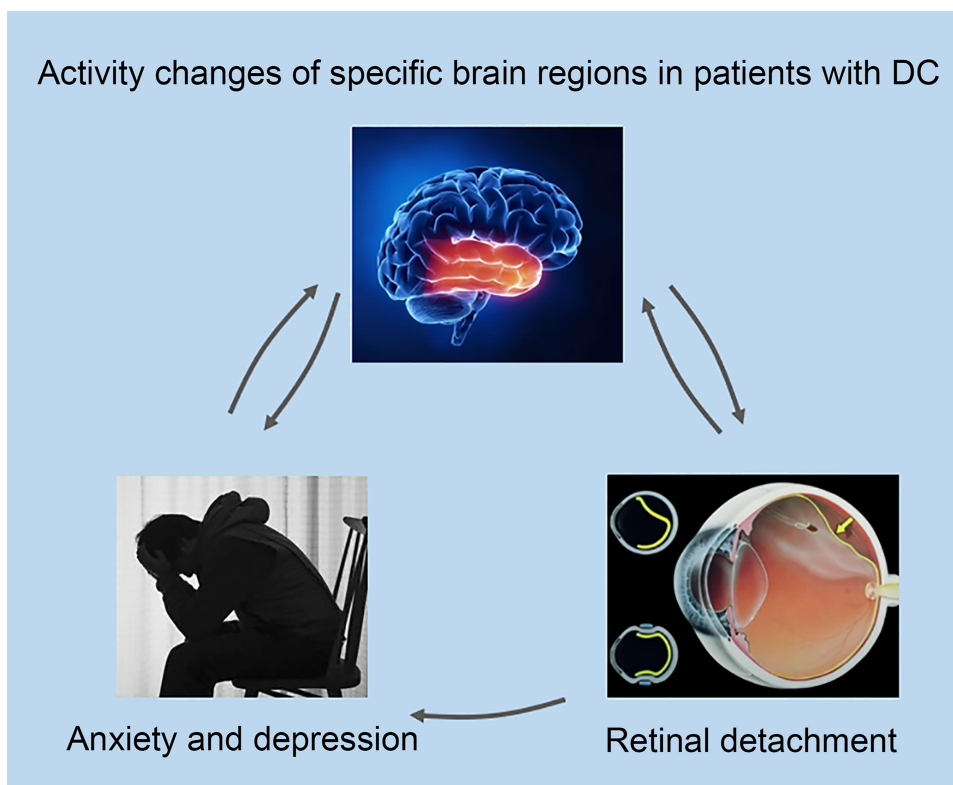 Activity changes of specific brain regions in patients with DC
Anxiety and depression
Retinal detachment